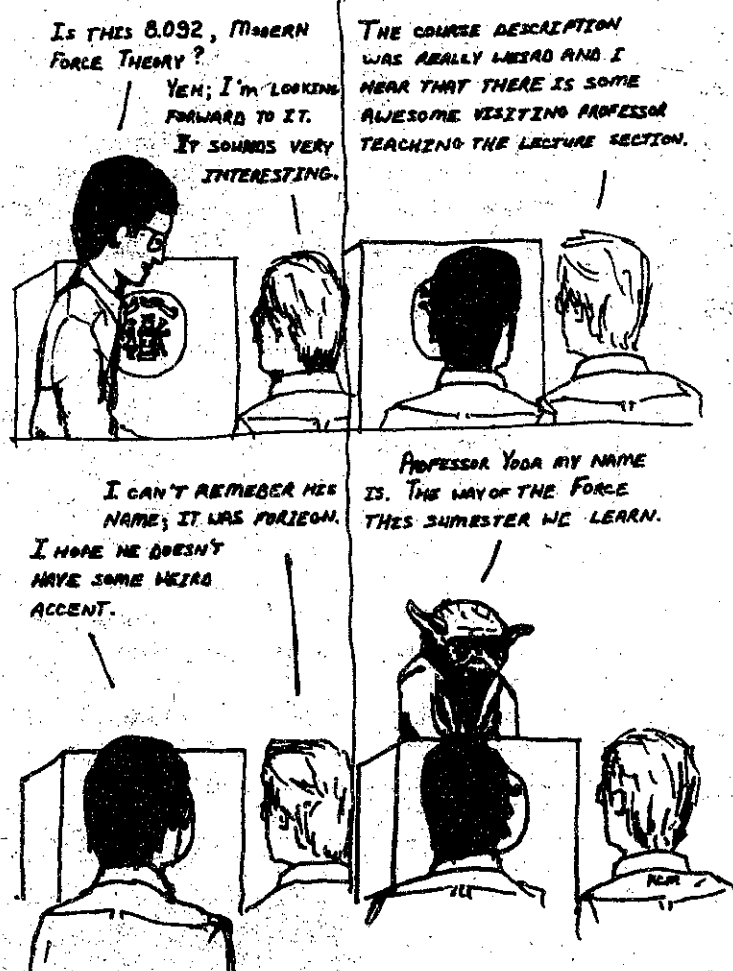 Is this 8.092, Modern
Force Theory?
Yeh; I'm looking
forward to it.
It sounds very
interesting.
The course description
was really weird and I
hear that there is some
awesome visiting professor
teaching the lecture section.
I can't remeber his
name; it was foriegn.
I hope he doesn't
have some weird
accent.
Professor Yoda my name
is. The way of the Force
this sumester we learn.